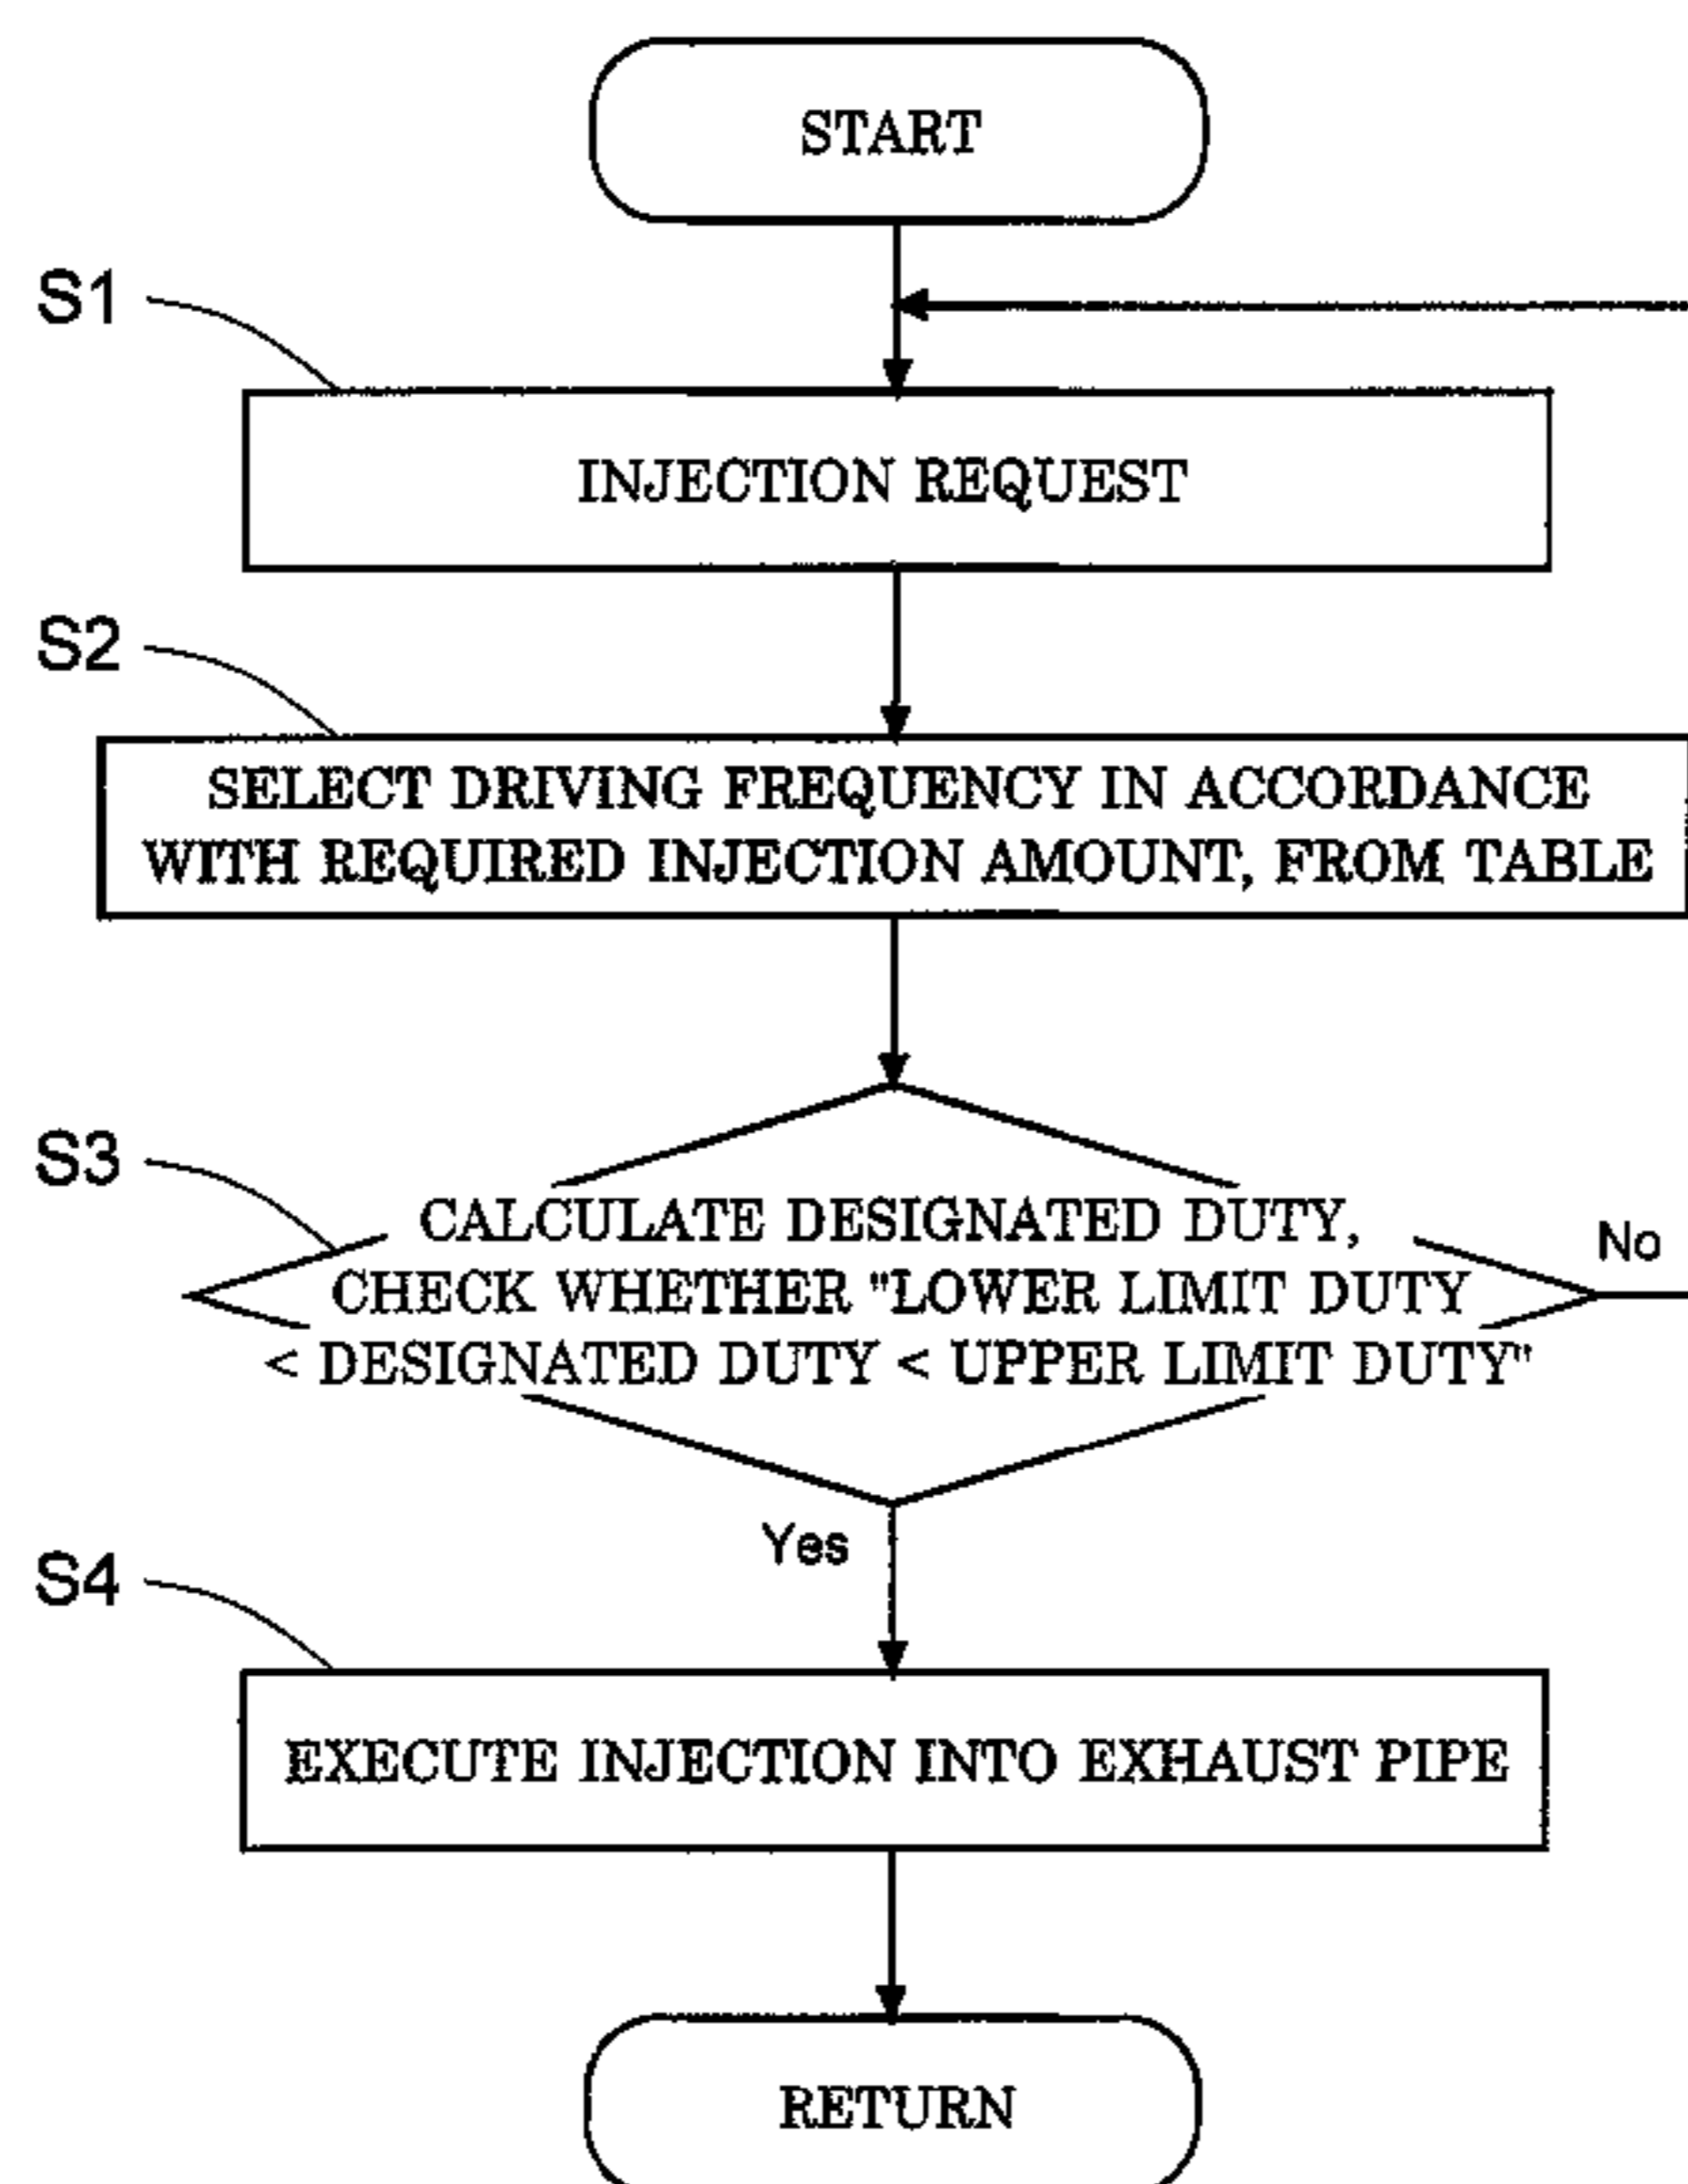 START
S1
INJECTION REQUEST
S2
SELECT DRIVING FREQUENCY IN ACCORDANCE
WITH REQUIRED INJECTION AMOUNT, FROM TABLE
S3
CALCULATE DESIGNATED DUTY,
No
CHECK WHETHER "LOWER LIMIT DUTY
< DESIGNATED DUTY < UPPER LIMIT DUTY"
Yes
S4
EXECUTE INJECTION INTO EXHAUST PIPE
RETURN